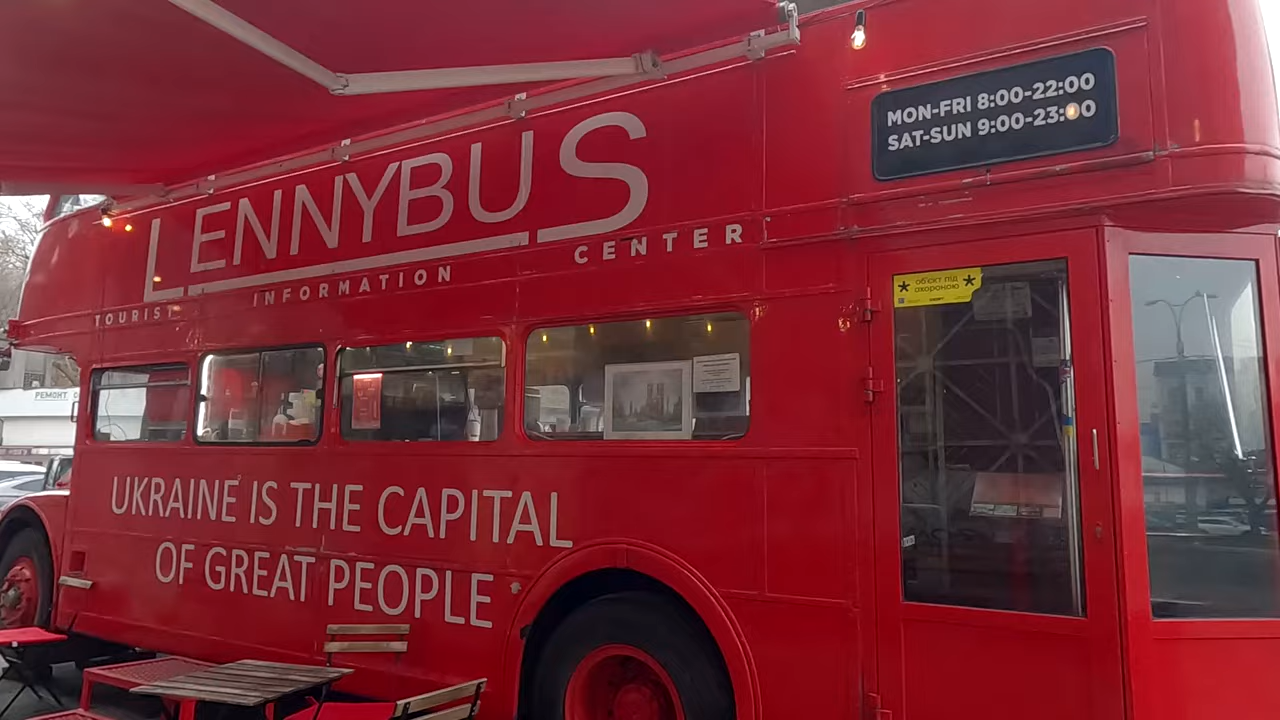 MON-FRI 8:00-22:00
SAT-SUN 9:00-23:00
LENNYBUS
TOURIST INFORMATION CENTER
об'єкт під
охороною
РЕМОНТ
UKRAINE IS THE CAPITAL
OF GREAT PEOPLE